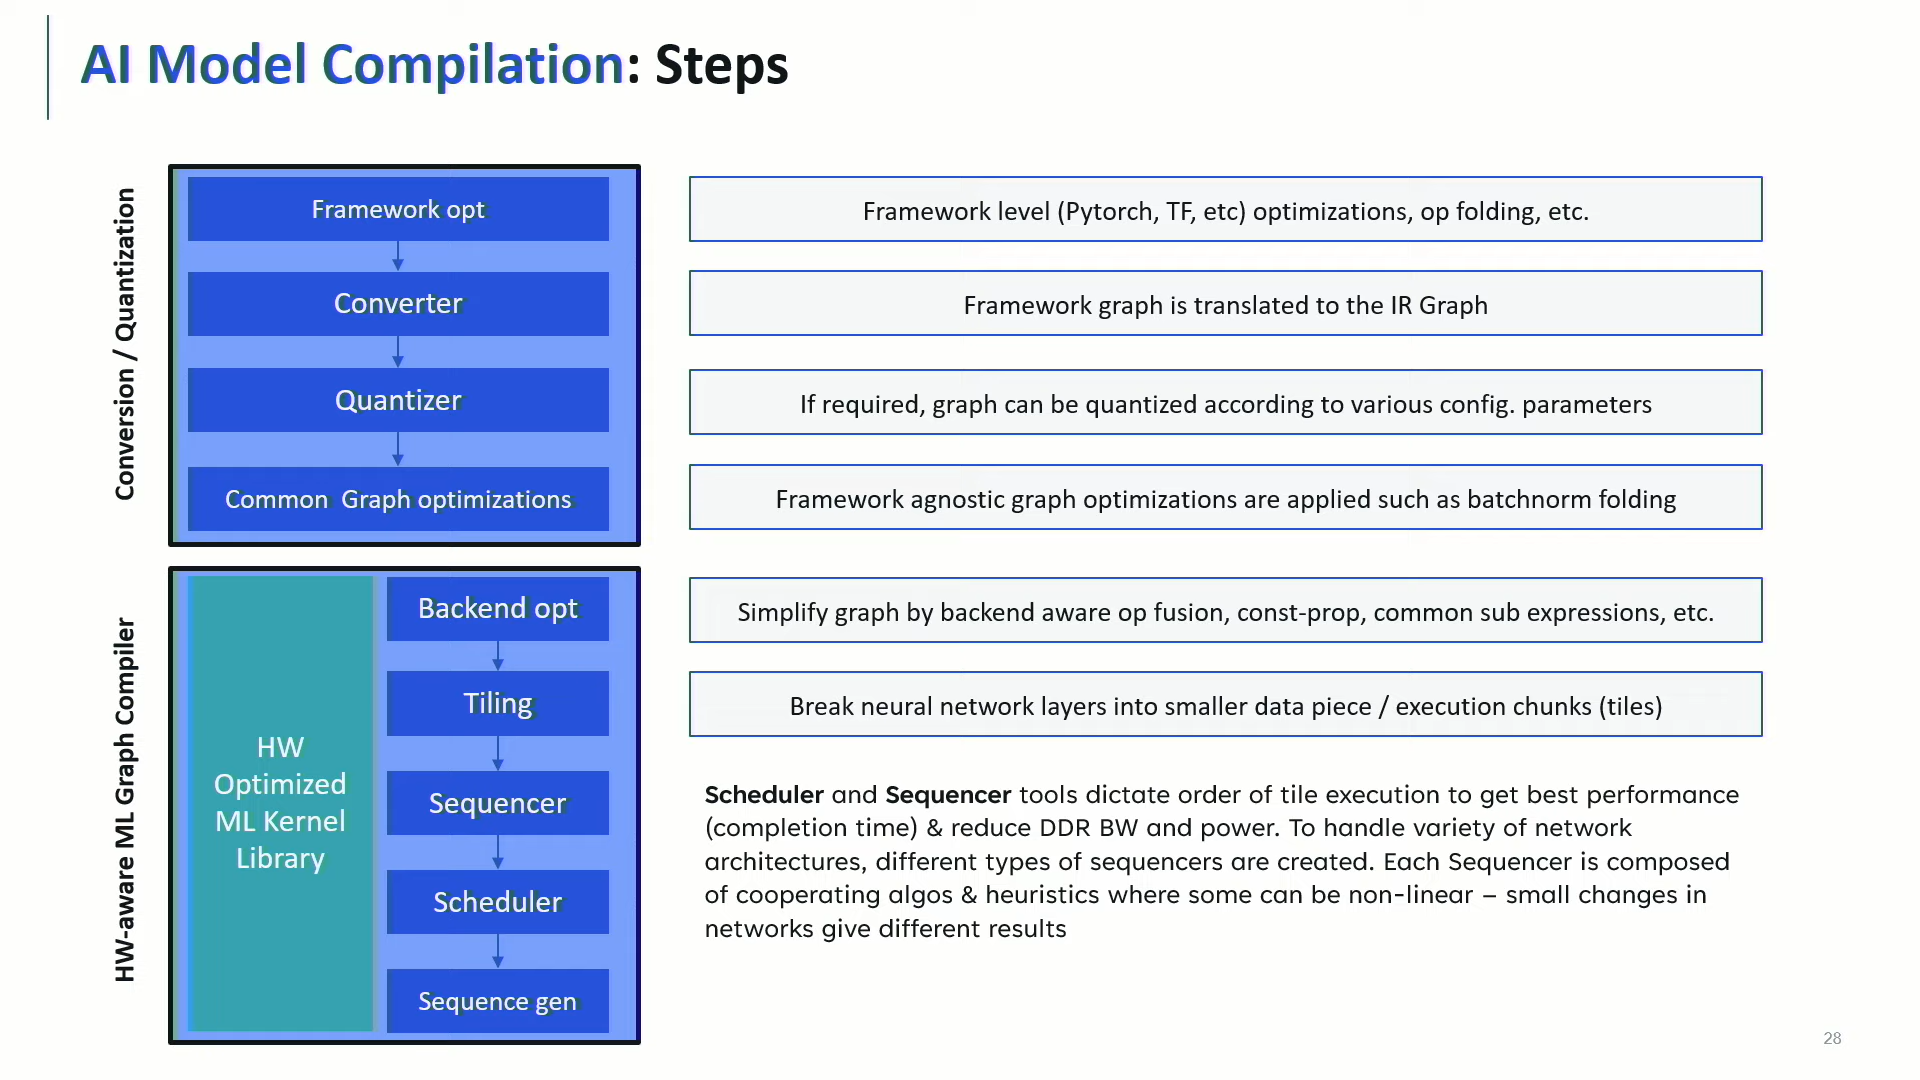 AI Model Compilation: Steps
Conversion / Quantization
Framework opt
Framework level (Pytorch, TF, etc) optimizations, op folding, etc.
Converter
Framework graph is translated to the IR Graph
Quantizer
If required, graph can be quantized according to various config. parameters
Common Graph optimizations
Framework agnostic graph optimizations are applied such as batchnorm folding
HW-aware ML Graph Compiler
HW
Optimized
ML Kernel
Library
Backend opt
Simplify graph by backend aware op fusion, const-prop, common sub expressions, etc.
Tiling
Break neural network layers into smaller data piece / execution chunks (tiles)
Sequencer
Scheduler
Sequence gen
Scheduler and Sequencer tools dictate order of tile execution to get best performance
(completion time) & reduce DDR BW and power. To handle variety of network
architectures, different types of sequencers are created. Each Sequencer is composed
of cooperating algos & heuristics where some can be non-linear – small changes in
networks give different results
28